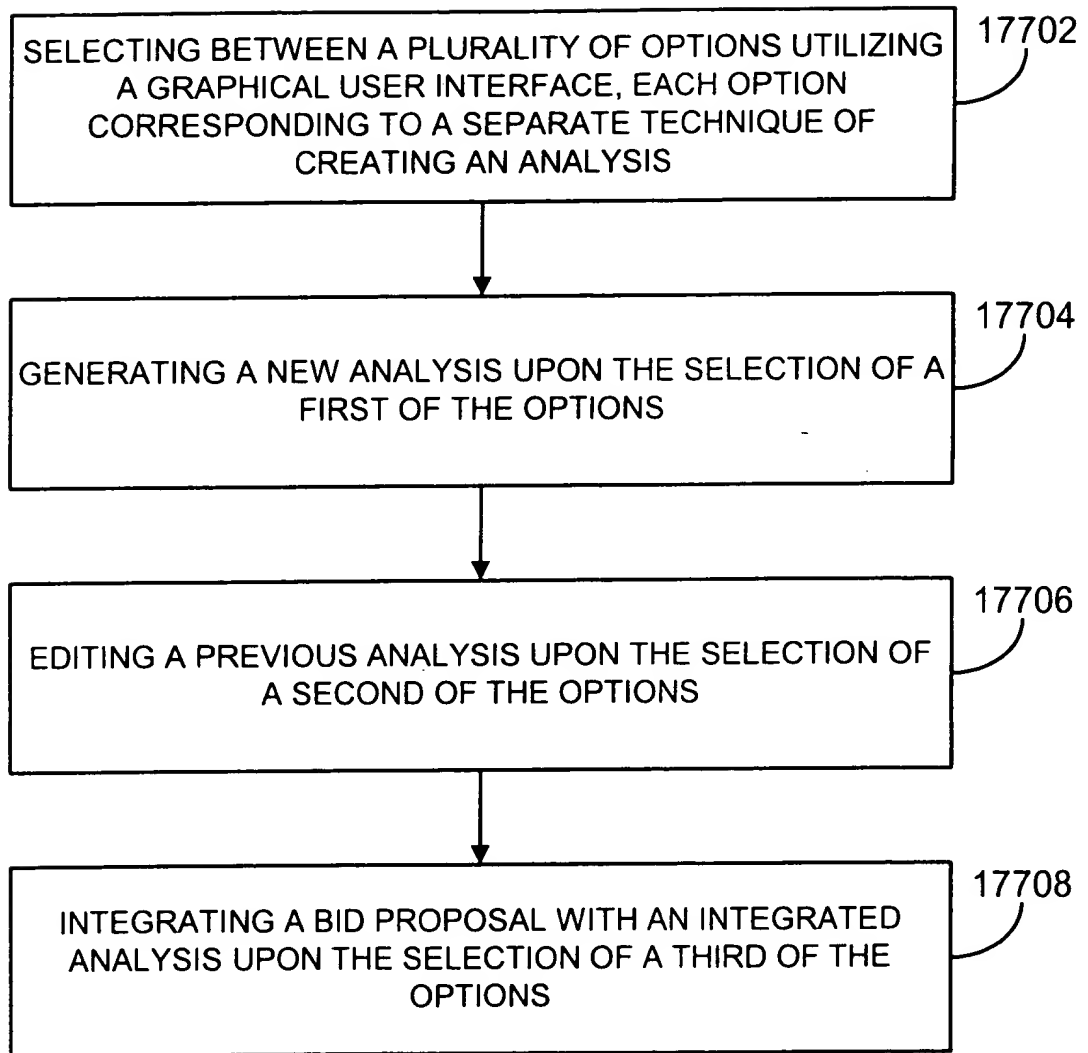 SELECTING BETWEEN A PLURALITY OF OPTIONS UTILIZING
A GRAPHICAL USER INTERFACE, EACH OPTION
CORRESPONDING TO A SEPARATE TECHNIQUE OF
CREATING AN ANALYSIS
17702
GENERATING A NEW ANALYSIS UPON THE SELECTION OF A
FIRST OF THE OPTIONS
17704
EDITING A PREVIOUS ANALYSIS UPON THE SELECTION OF
A SECOND OF THE OPTIONS
17706
INTEGRATING A BID PROPOSAL WITH AN INTEGRATED
ANALYSIS UPON THE SELECTION OF A THIRD OF THE
OPTIONS
17708